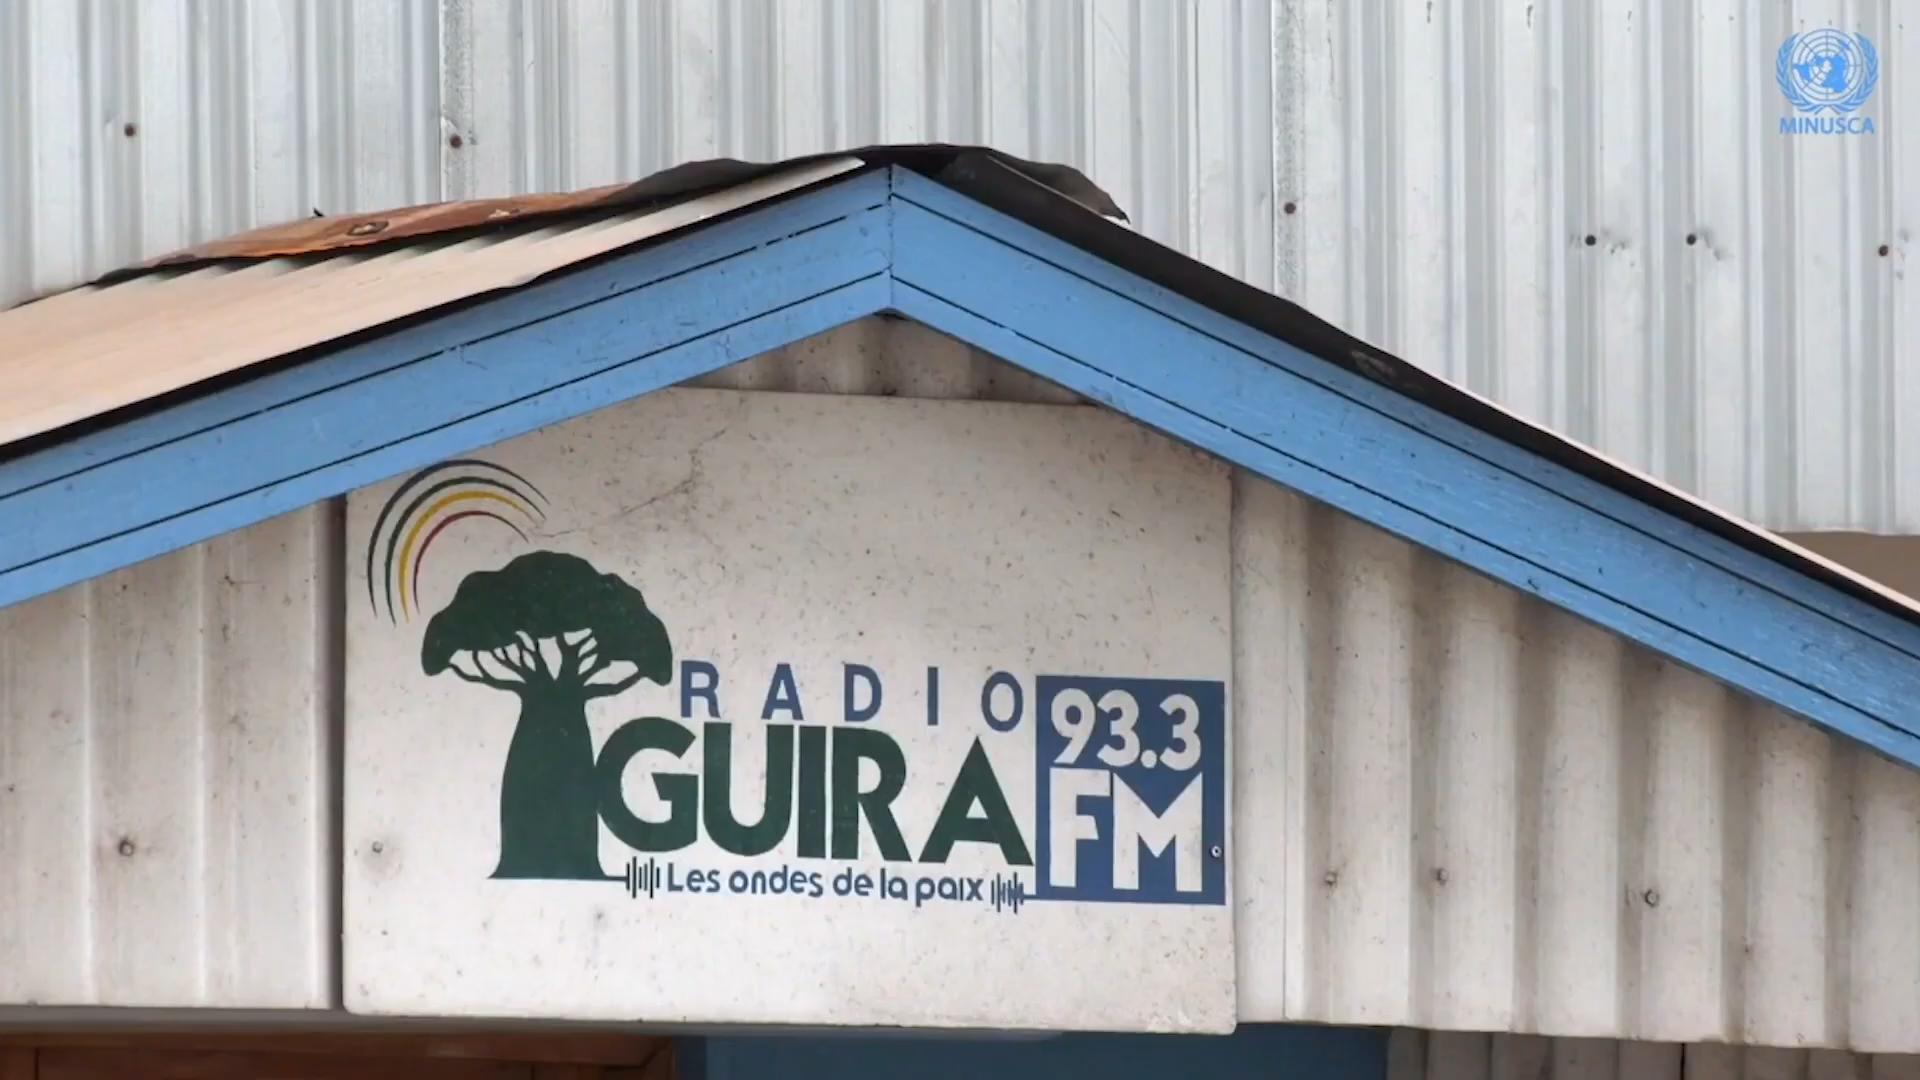 MINUSCA
RADIO
GUIRA
93.3
FM
Les ondes de la paix